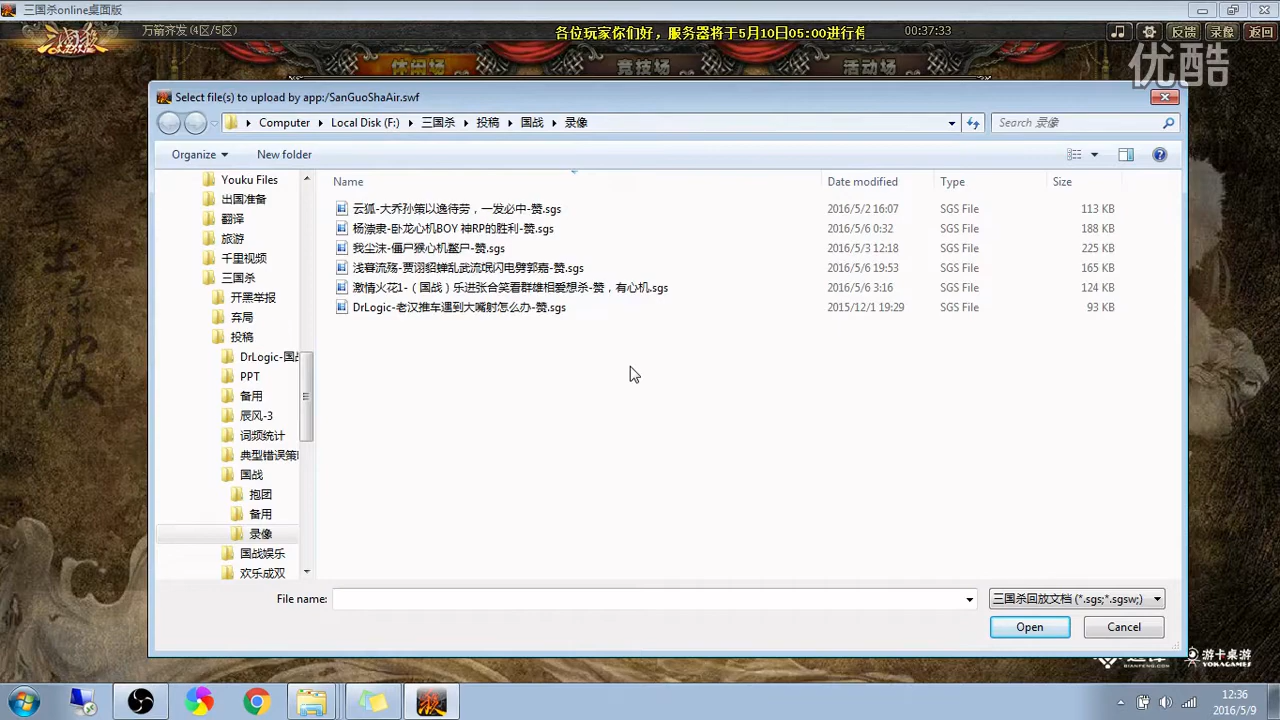 三国杀online桌面版
万箭齐发(4区/5区)
各位玩家你们好，服务器将于5月10日05:00进行
00:37:33
反馈
录像
返回
休闲场
竞技场
活动场
优酷
Select file(s) to upload by app:/SanGuoShaAir.swf
Computer
Local Disk (F:)
三国杀
投稿
国战
录像
Search 录像
Organize
New folder
Name
Date modified
Type
Size
云狐-大乔孙策以逸待劳，一发必中-赞.sgs 2016/5/2 16:07 SGS File 113 KB
杨崇隶-卧龙心机BOY 神RP的胜利-赞.sgs 2016/5/6 0:32 SGS File 188 KB
我尘沫-僵尸猴心机鳖尸-赞.sgs 2016/5/3 12:18 SGS File 225 KB
浅暮流殇-贾诩貂蝉乱武流氓闪电劈郭嘉-赞.sgs 2016/5/6 19:53 SGS File 165 KB
激情火花1-（国战）乐进张合笑看群雄相爱想杀-赞，有心机.sgs 2016/5/6 3:16 SGS File 124 KB
DrLogic-老汉推车遇到大嘴射怎么办-赞.sgs 2015/12/1 19:29 SGS File 93 KB
Youku Files
出国准备
翻译
旅游
千里视频
三国杀
开黑举报
弃局
投稿
DrLogic-国战
PPT
备用
辰风-3
词频统计
典型错误策
国战
抱团
备用
录像
国战娱乐
欢乐成双
File name:
三国杀回放文档 (*.sgs;*.sgsw;)
Open
Cancel
游卡桌游
YOKAGAMES
12:36
2016/5/9